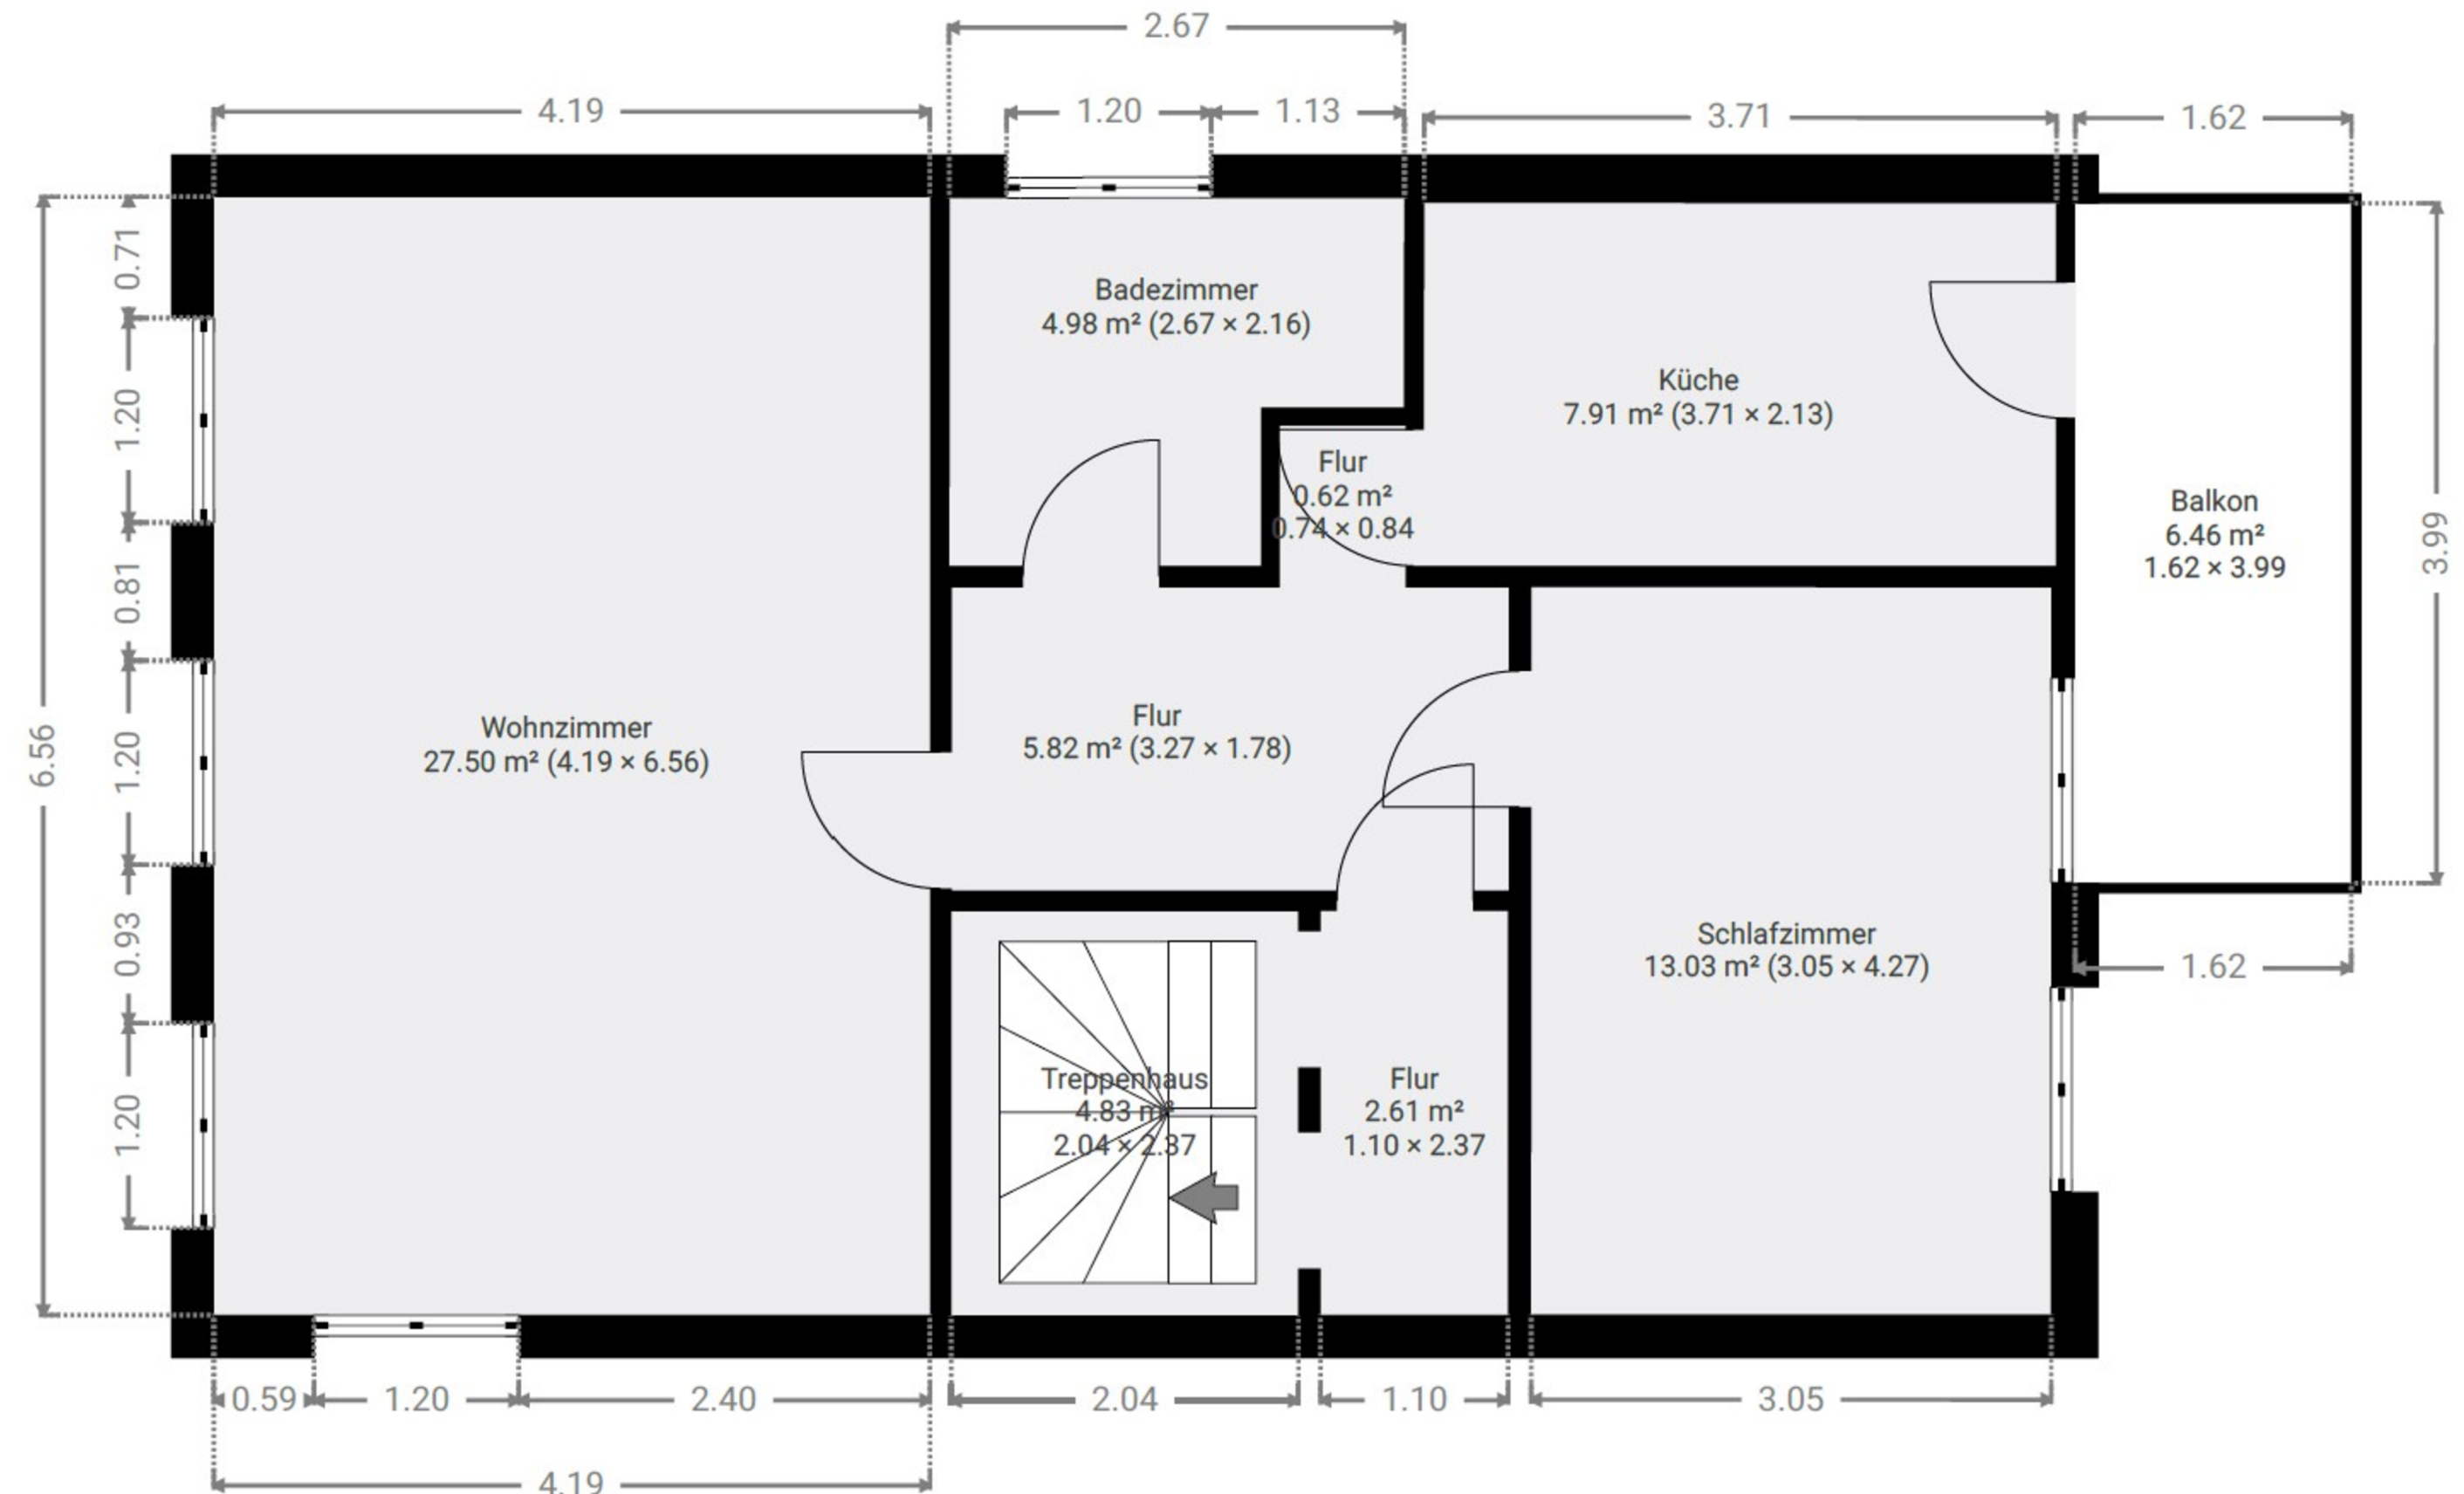 2.67
4.19
1.20
1.13
3.71
1.62
0.71
1.20
0.81
1.20
0.93
1.20
6.56
3.99
Badezimmer
4.98 m² (2.67 × 2.16)
Küche
7.91 m² (3.71 × 2.13)
Flur
0.62 m²
0.74 × 0.84
Balkon
6.46 m²
1.62 × 3.99
Wohnzimmer
27.50 m² (4.19 × 6.56)
Flur
5.82 m² (3.27 × 1.78)
Schlafzimmer
13.03 m² (3.05 × 4.27)
1.62
Treppenhaus
4.83 m²
2.04 × 2.37
Flur
2.61 m²
1.10 × 2.37
0.59
1.20
2.40
2.04
1.10
3.05
4.19